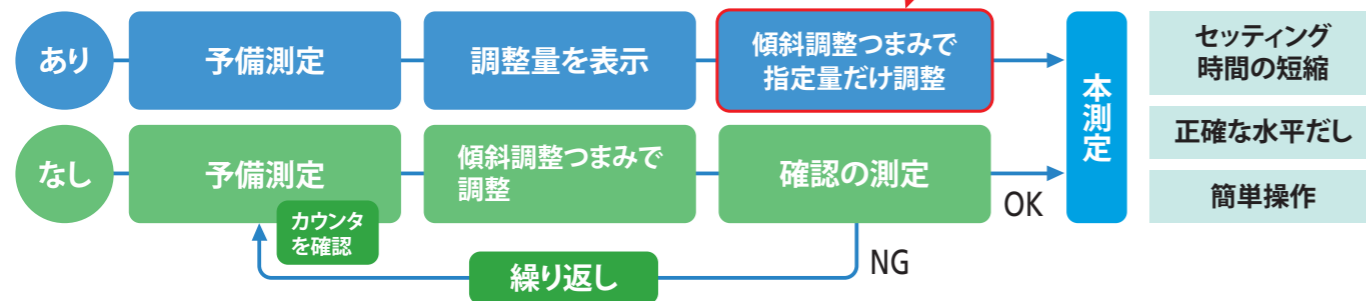 あり
予備測定
調整量を表示
傾斜調整つまみで
指定量だけ調整
本測定
セッティング
時間の短縮
正確な水平だし
簡単操作
なし
予備測定
カウンタ
を確認
傾斜調整つまみで
調整
確認の測定
OK
NG
繰り返し